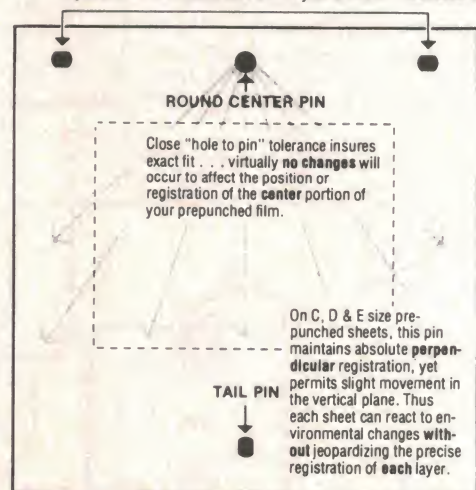 ROUND CENTER PIN
Close "hole to pin" tolerance insures
exact fit . . . virtually no changes will
occur to affect the position or
registration of the center portion of
your prepunched film.
On C, D & E size pre-
punched sheets, this pin
maintains absolute perpen-
dicular registration, yet
permits slight movement in
the vertical plane. Thus
each sheet can react to en-
vironmental changes with-
out jeopardizing the precise
registration of each layer.
TAIL PIN